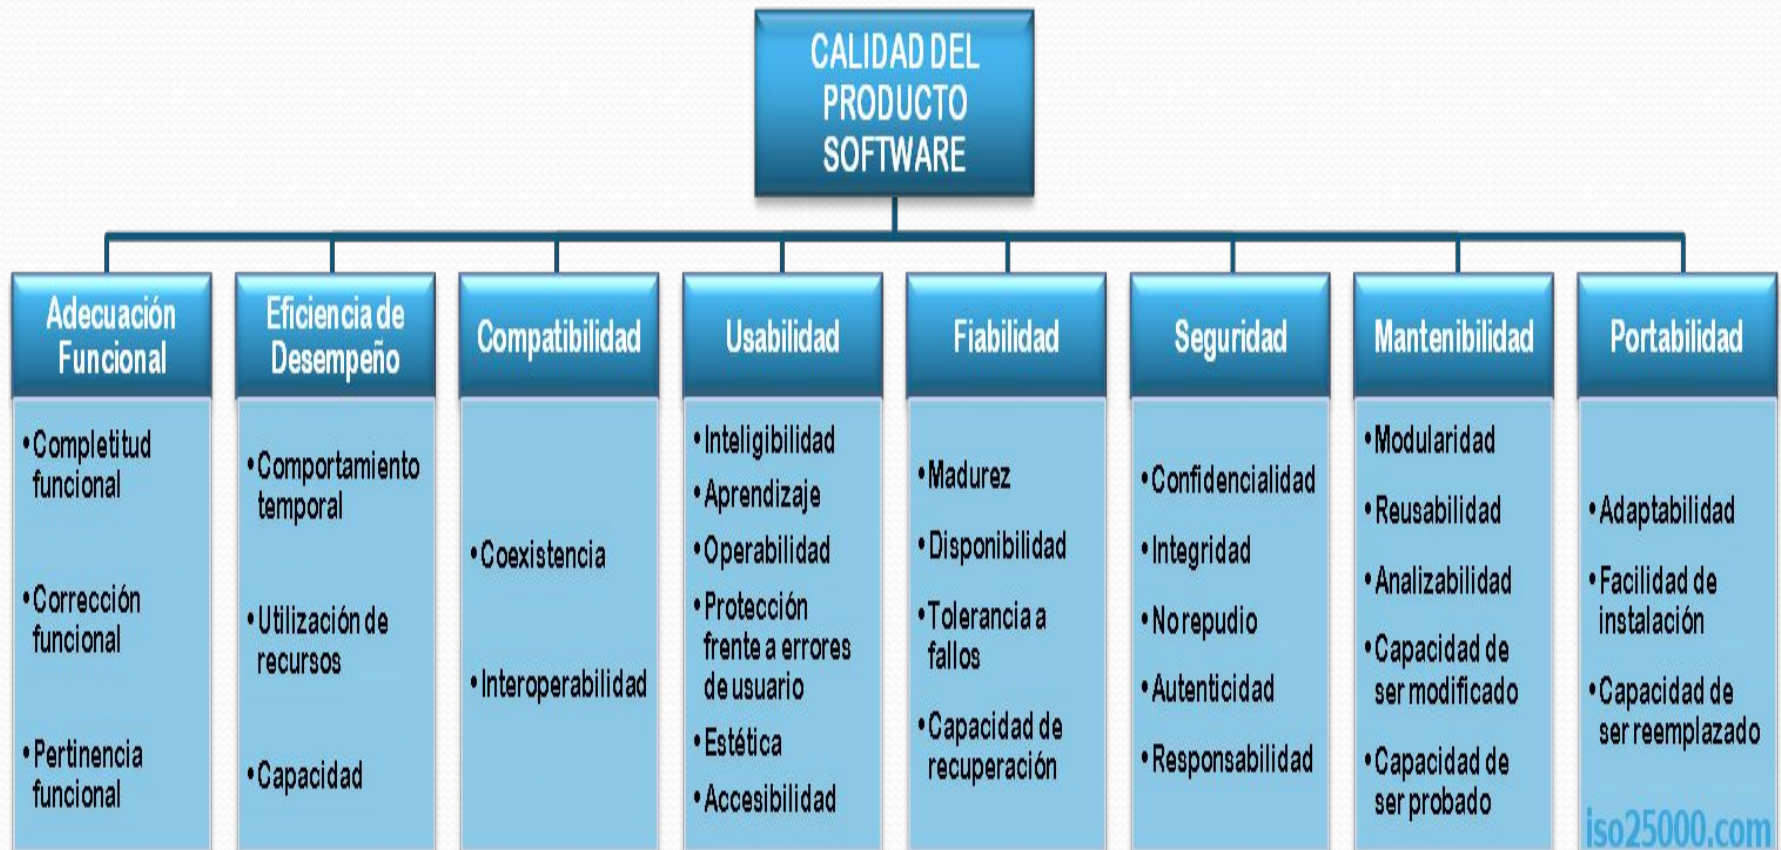 CALIDAD DEL
PRODUCTO
SOFTWARE
Adecuación
Funcional
• Completitud
funcional
• Corrección
funcional
• Pertinencia
funcional
Eficiencia de
Desempeño
• Comportamiento
temporal
• Utilización de
recursos
• Capacidad
Compatibilidad
• Coexistencia
• Interoperabilidad
Usabilidad
• Inteligibilidad
• Aprendizaje
• Operabilidad
• Protección
frente a errores
de usuario
• Estética
• Accesibilidad
Fiabilidad
• Madurez
• Disponibilidad
• Tolerancia a
fallos
• Capacidad de
recuperación
Seguridad
• Confidencialidad
• Integridad
• No repudio
• Autenticidad
• Responsabilidad
Mantenibilidad
• Modularidad
• Reusabilidad
• Analizabilidad
• Capacidad de
ser modificado
• Capacidad de
ser probado
Portabilidad
• Adaptabilidad
• Facilidad de
instalación
• Capacidad de
ser reemplazado
iso25000.com